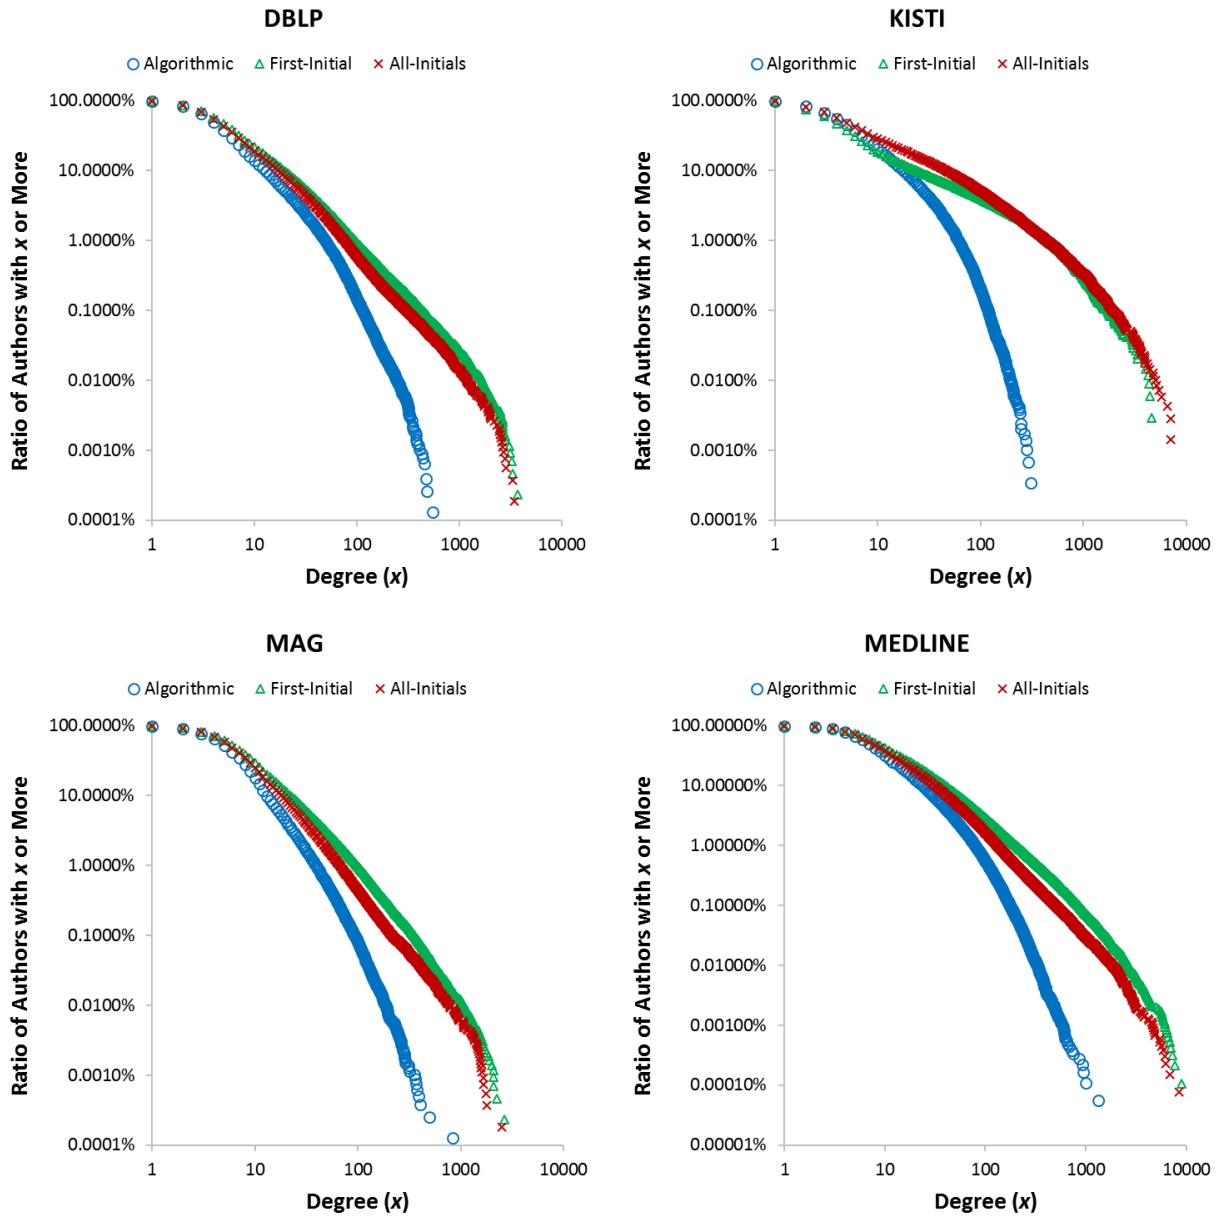 DBLP
Algorithmic First-Initial All-Initials
Ratio of Authors with x or More
100.0000%
10.0000%
1.0000%
0.1000%
0.0100%
0.0010%
0.0001%
1 10 100 1000 10000
Degree (x)
KISTI
Algorithmic First-Initial All-Initials
Ratio of Authors with x or More
100.0000%
10.0000%
1.0000%
0.1000%
0.0100%
0.0010%
0.0001%
1 10 100 1000 10000
Degree (x)
MAG
Algorithmic First-Initial All-Initials
Ratio of Authors with x or More
100.0000%
10.0000%
1.0000%
0.1000%
0.0100%
0.0010%
0.0001%
1 10 100 1000 10000
Degree (x)
MEDLINE
Algorithmic First-Initial All-Initials
Ratio of Authors with x or More
100.00000%
10.00000%
1.00000%
0.10000%
0.01000%
0.00100%
0.00010%
0.00001%
1 10 100 1000 10000
Degree (x)